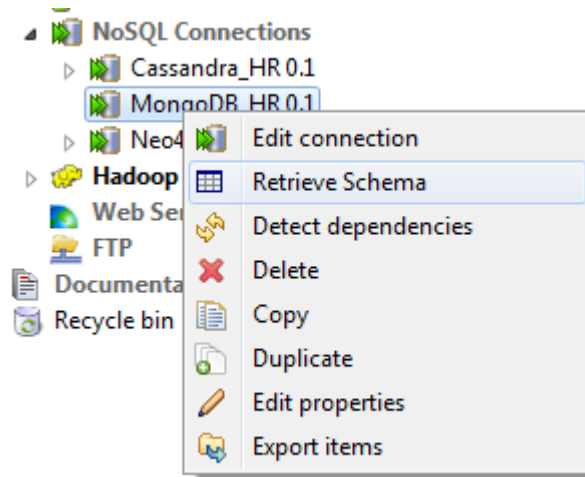 NoSQL Connections
Cassandra_HR 0.1
MongoDB_HR 0.1
Neo4
Edit connection
Hadoop
Retrieve Schema
Web Ser
Detect dependencies
FTP
Delete
Documenta
Copy
Recycle bin
Duplicate
Edit properties
Export items